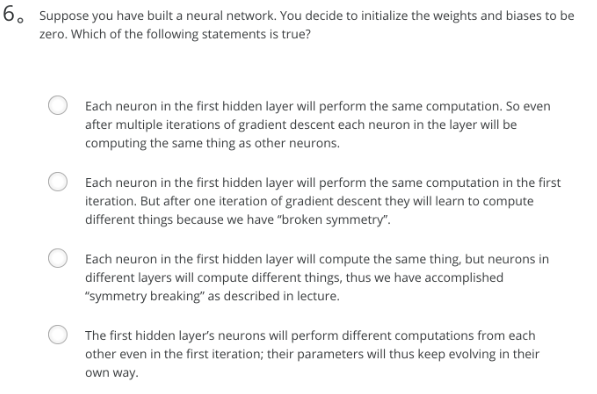 6. Suppose you have built a neural network. You decide to initialize the weights and biases to be
zero. Which of the following statements is true?
Each neuron in the first hidden layer will perform the same computation. So even
after multiple iterations of gradient descent each neuron in the layer will be
computing the same thing as other neurons.
Each neuron in the first hidden layer will perform the same computation in the first
iteration. But after one iteration of gradient descent they will learn to compute
different things because we have "broken symmetry".
Each neuron in the first hidden layer will compute the same thing, but neurons in
different layers will compute different things, thus we have accomplished
"symmetry breaking" as described in lecture.
The first hidden layer's neurons will perform different computations from each
other even in the first iteration; their parameters will thus keep evolving in their
own way.